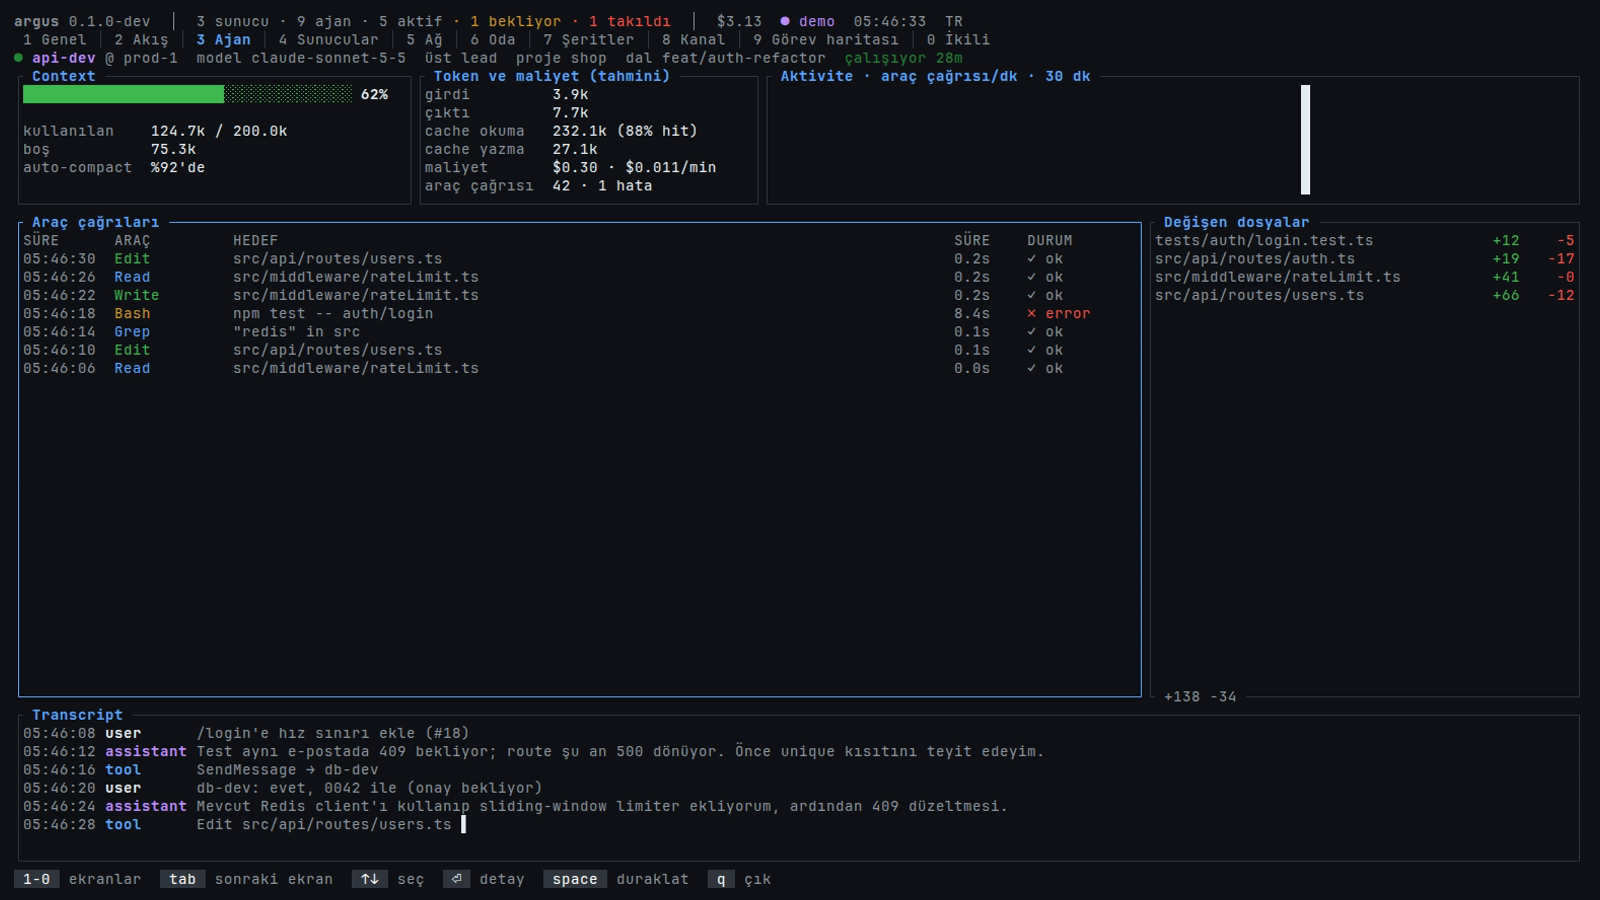 argus 0.1.0-dev │ 3 sunucu · 9 ajan · 5 aktif · 1 bekliyor · 1 takıldı │ $3.13 ● demo 05:46:33 TR
1 Genel │ 2 Akış │ 3 Ajan │ 4 Sunucular │ 5 Ağ │ 6 Oda │ 7 Şeritler │ 8 Kanal │ 9 Görev haritası │ 0 İkili
● api-dev @ prod-1 model claude-sonnet-5-5 üst lead proje shop dal feat/auth-refactor çalışıyor 28m
Context
62%
kullanılan 124.7k / 200.0k
boş 75.3k
auto-compact %92'de
Token ve maliyet (tahmini)
girdi 3.9k
çıktı 7.7k
cache okuma 232.1k (88% hit)
cache yazma 27.1k
maliyet $0.30 · $0.011/min
araç çağrısı 42 · 1 hata
Aktivite · araç çağrısı/dk · 30 dk
Araç çağrıları
SÜRE ARAÇ HEDEF SÜRE DURUM
05:46:30 Edit src/api/routes/users.ts 0.2s ✓ ok
05:46:26 Read src/middleware/rateLimit.ts 0.2s ✓ ok
05:46:22 Write src/middleware/rateLimit.ts 0.2s ✓ ok
05:46:18 Bash npm test -- auth/login 8.4s ✕ error
05:46:14 Grep "redis" in src 0.1s ✓ ok
05:46:10 Edit src/api/routes/users.ts 0.1s ✓ ok
05:46:06 Read src/middleware/rateLimit.ts 0.0s ✓ ok
Değişen dosyalar
tests/auth/login.test.ts +12 -5
src/api/routes/auth.ts +19 -17
src/middleware/rateLimit.ts +41 -0
src/api/routes/users.ts +66 -12
+138 -34
Transcript
05:46:08 user /login'e hız sınırı ekle (#18)
05:46:12 assistant Test aynı e-postada 409 bekliyor; route şu an 500 dönüyor. Önce unique kısıtını teyit edeyim.
05:46:16 tool SendMessage → db-dev
05:46:20 user db-dev: evet, 0042 ile (onay bekliyor)
05:46:24 assistant Mevcut Redis client'ı kullanıp sliding-window limiter ekliyorum, ardından 409 düzeltmesi.
05:46:28 tool Edit src/api/routes/users.ts
1-0 ekranlar tab sonraki ekran ↑↓ seç ⏎ detay space duraklat q çık